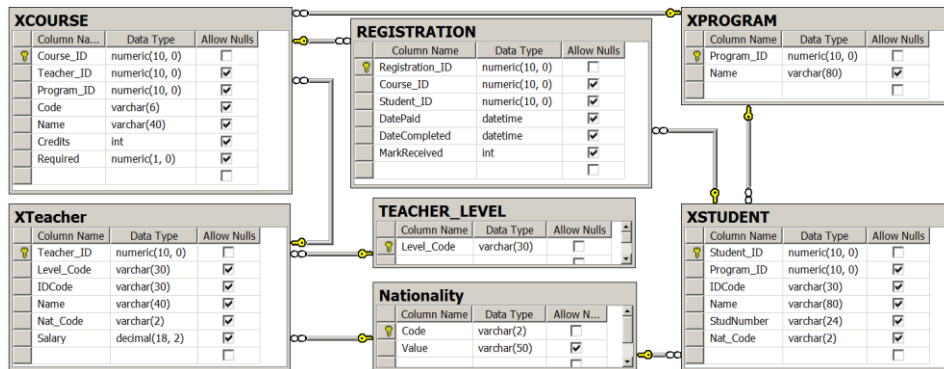 XCOURSE
Column Na... Data Type Allow Nulls
Course_ID numeric(10, 0)
Teacher_ID numeric(10, 0)
Program_ID numeric(10, 0)
Code varchar(6)
Name varchar(40)
Credits int
Required numeric(1, 0)
REGISTRATION
Column Name Data Type Allow Nulls
Registration_ID numeric(10, 0)
Course_ID numeric(10, 0)
Student_ID numeric(10, 0)
DatePaid datetime
DateCompleted datetime
MarkReceived int
XPROGRAM
Column Name Data Type Allow Nulls
Program_ID numeric(10, 0)
Name varchar(80)
XTeacher
Column Name Data Type Allow Nulls
Teacher_ID numeric(10, 0)
Level_Code varchar(30)
IDCode varchar(30)
Name varchar(40)
Nat_Code varchar(2)
Salary decimal(18, 2)
TEACHER_LEVEL
Column Name Data Type Allow Nulls
Level_Code varchar(30)
Nationality
Column Name Data Type Allow N...
Code varchar(2)
Value varchar(50)
XSTUDENT
Column Name Data Type Allow Nulls
Student_ID numeric(10, 0)
Program_ID numeric(10, 0)
IDCode varchar(30)
Name varchar(80)
StudNumber varchar(24)
Nat_Code varchar(2)